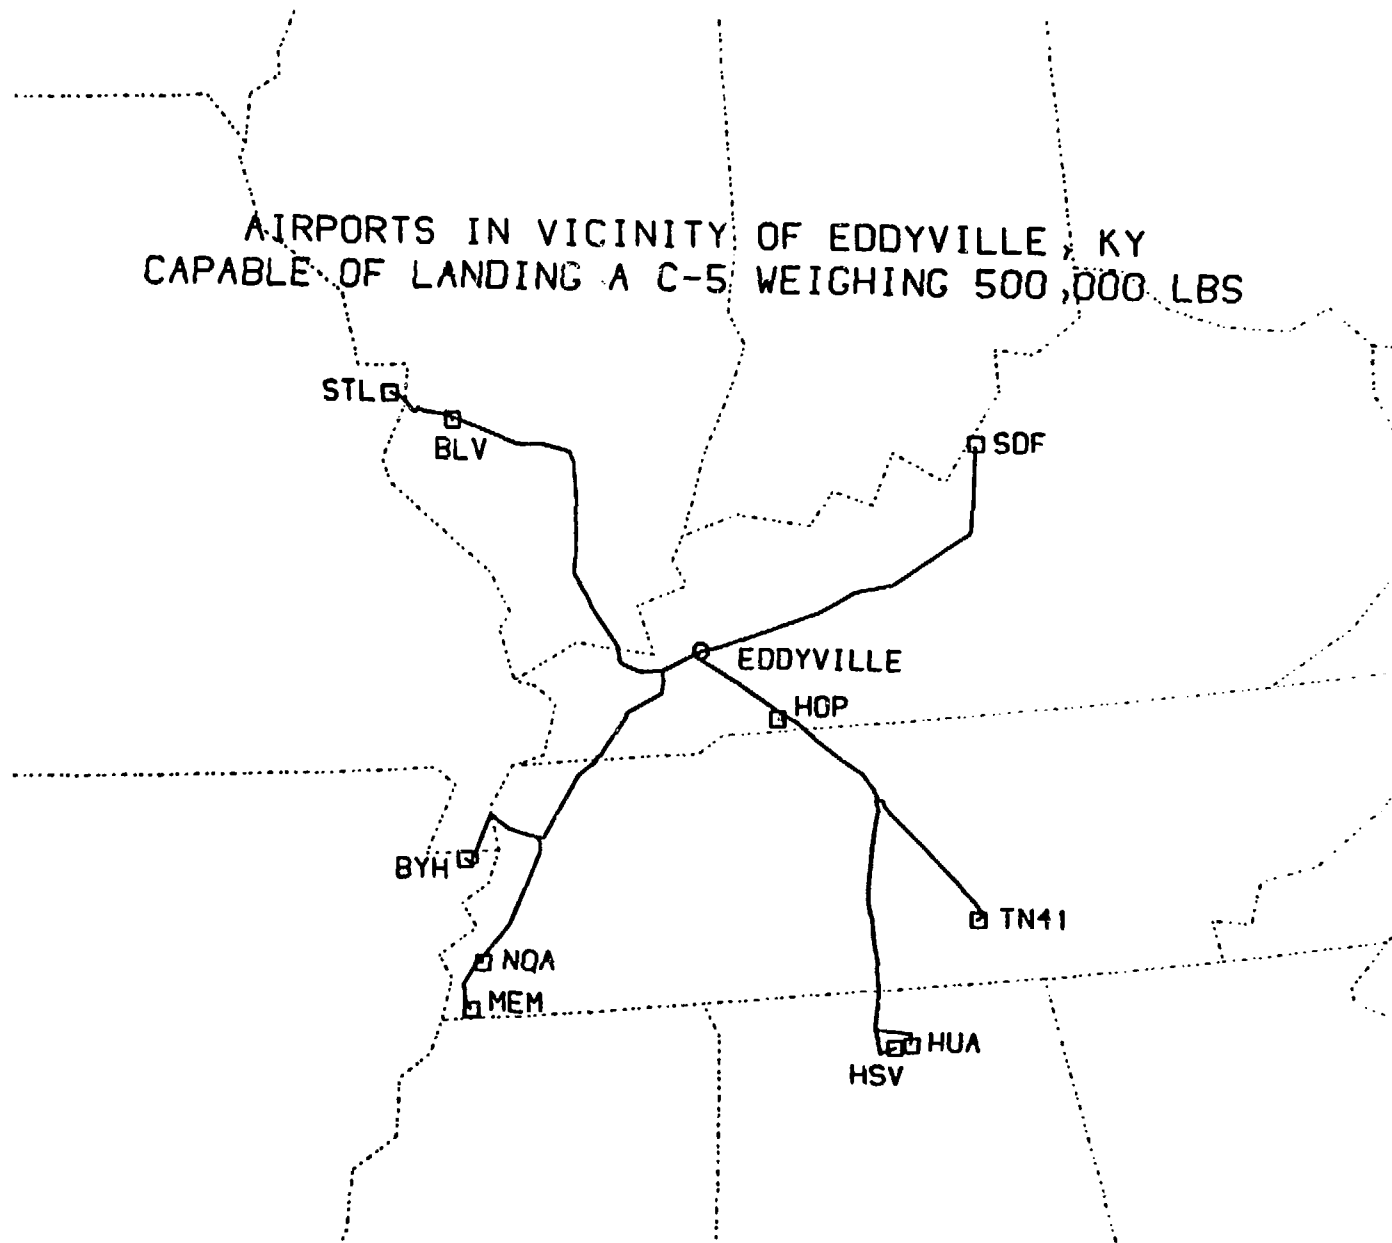 AIRPORTS IN VICINITY OF EDDYVILLE, KY
CAPABLE OF LANDING A C-5 WEIGHING 500,000 LBS
STL
BLV
SDF
EDDYVILLE
HOP
BYH
TN41
NQA
MEM
HUA
HSV